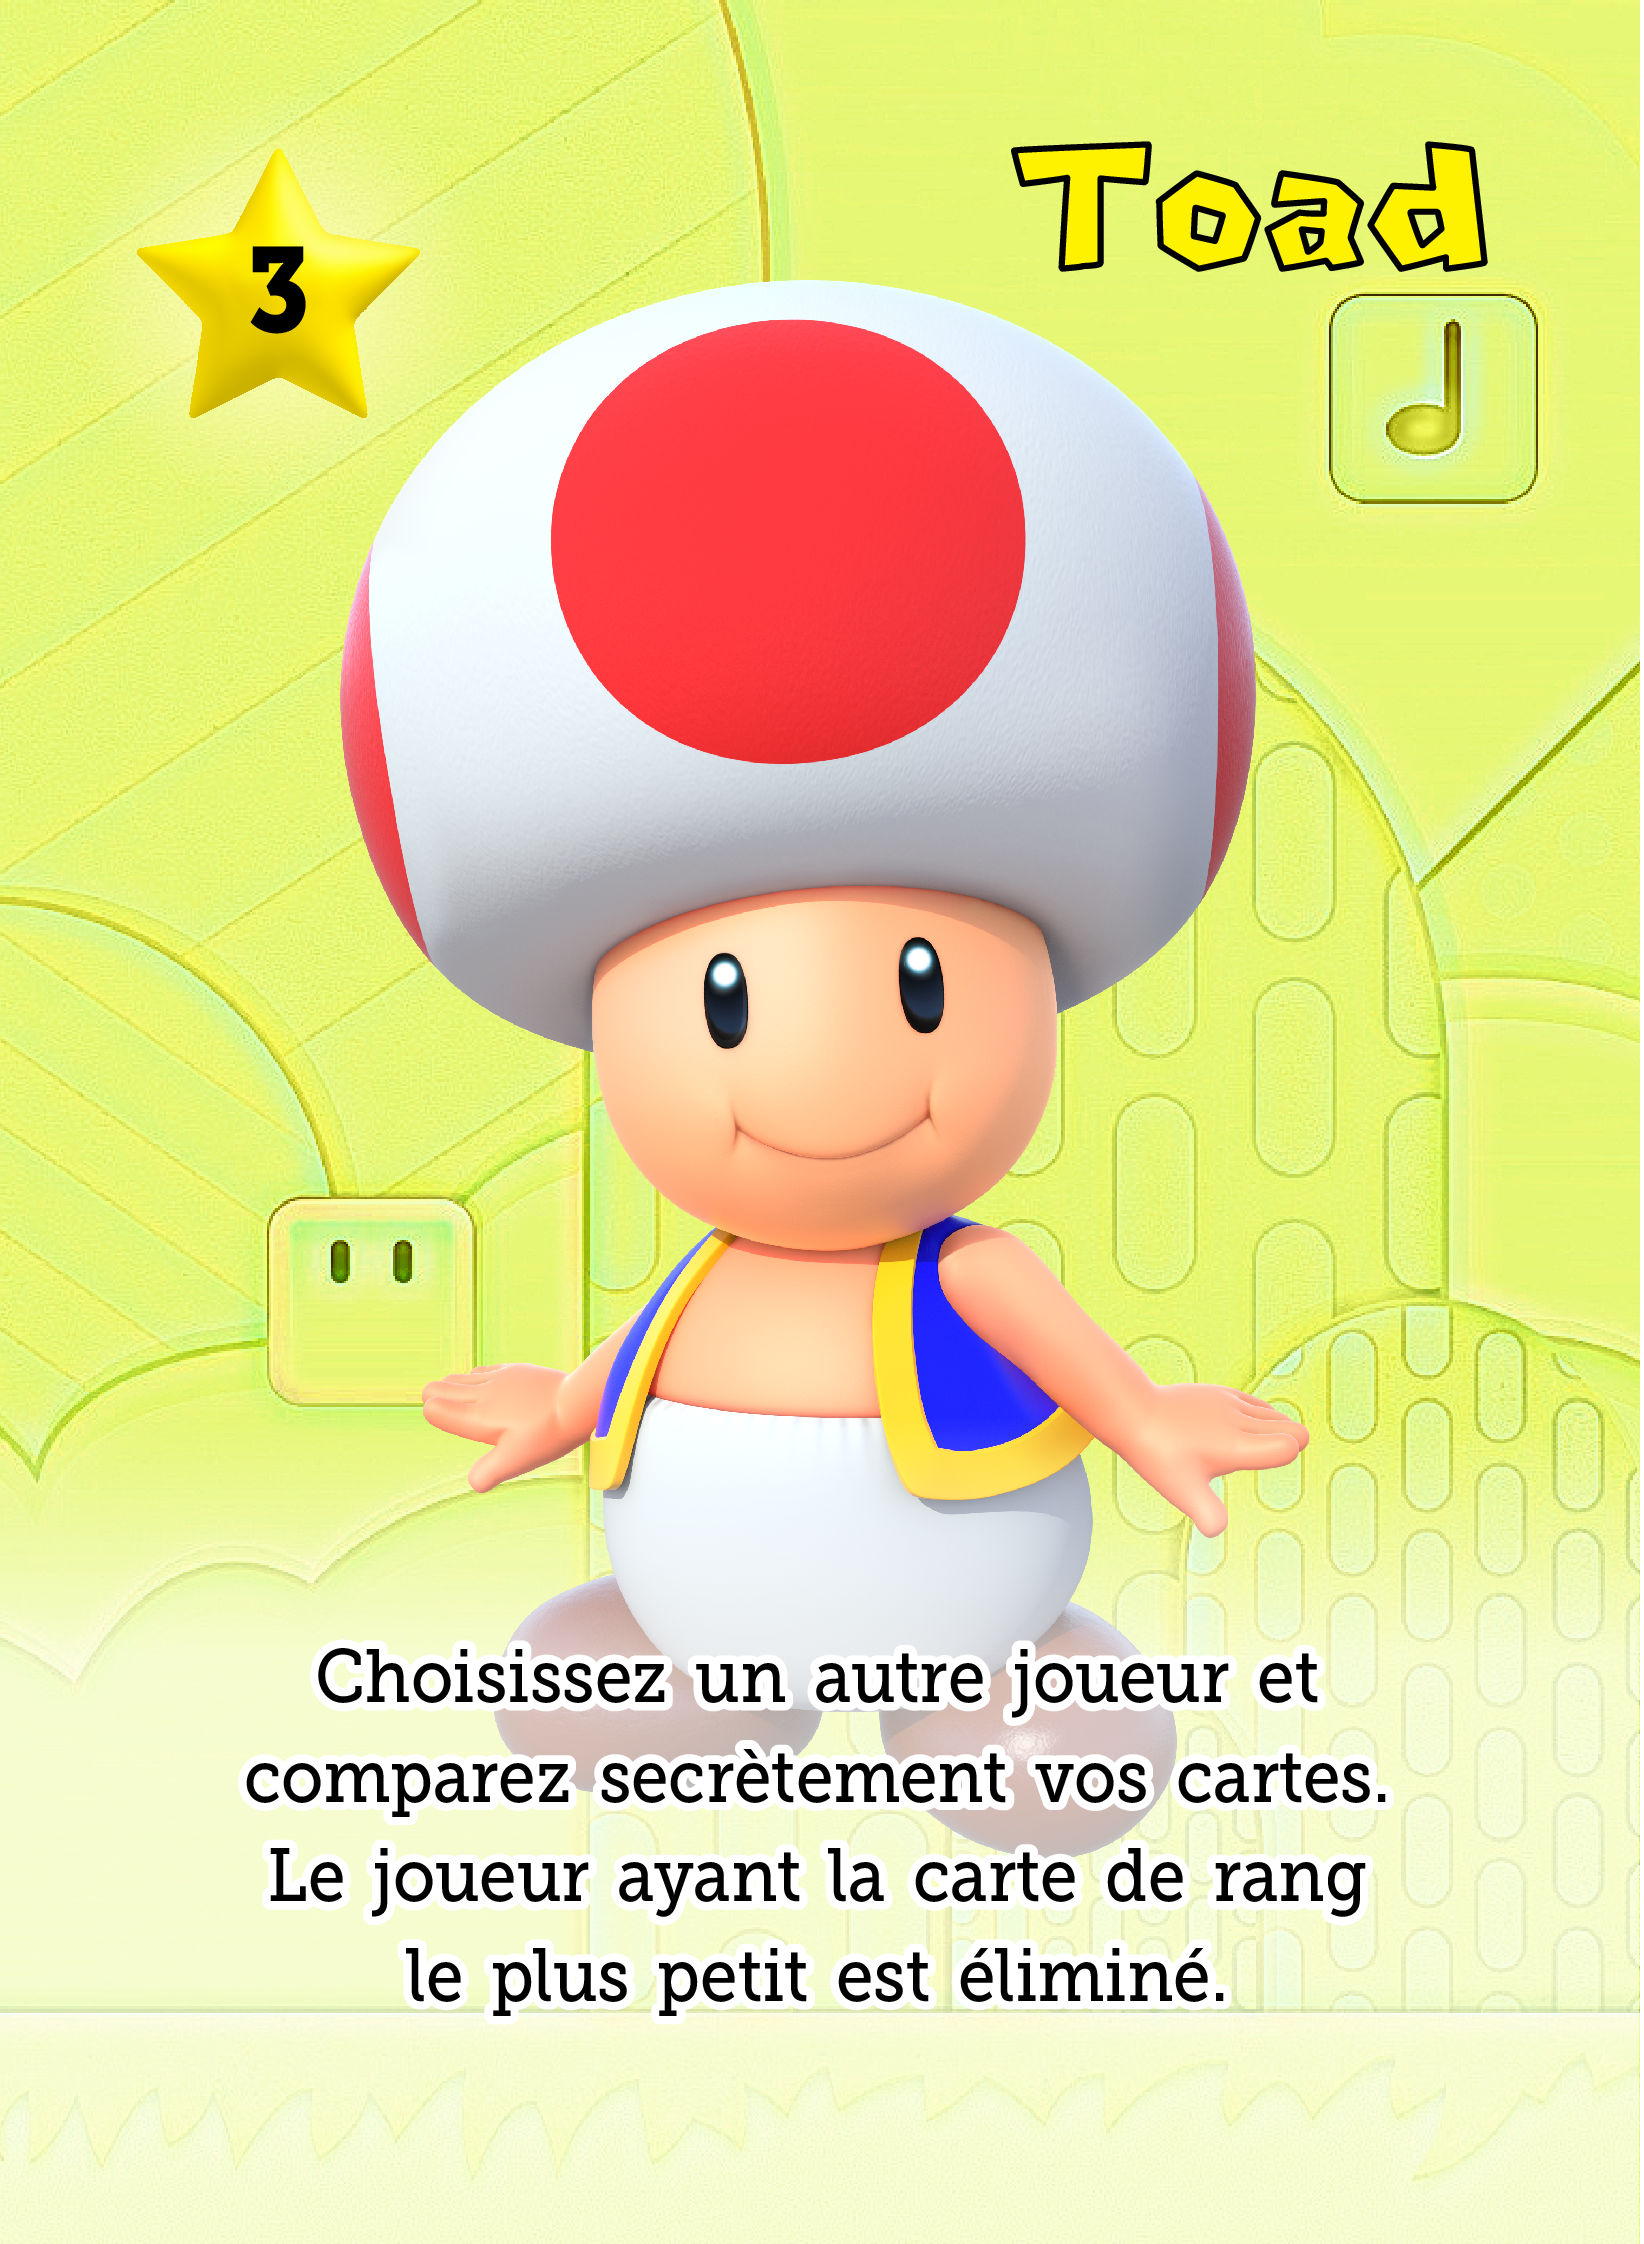 3
Toad
Choisissez un autre joueur et
comparez secrètement vos cartes.
Le joueur ayant la carte de rang
le plus petit est éliminé.